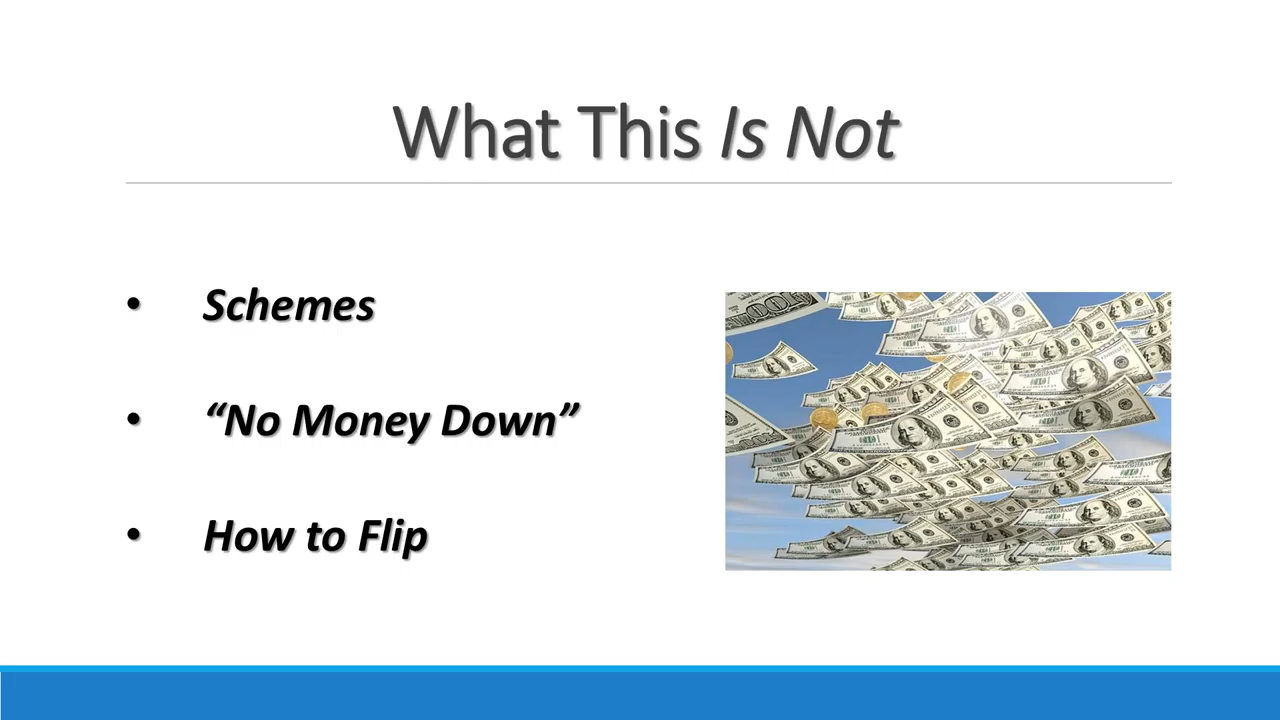 What This Is Not
• Schemes
• “No Money Down”
• How to Flip